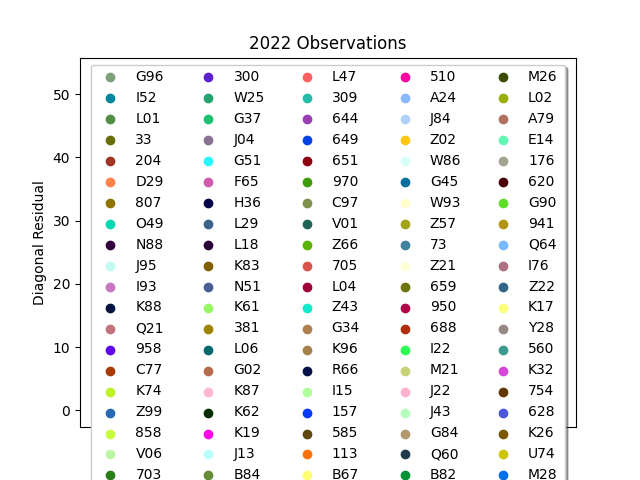 2022 Observations
G96 300 L47 510 M26
I52 W25 309 A24 L02
50
L01 G37 644 J84 A79
33 J04 649 Z02 E14
204 G51 651 W86 176
40
D29 F65 970 G45 620
807 H36 C97 W93 G90
O49 L29 V01 Z57 941
30
N88 L18 Z66 73 Q64
J95 K83 705 Z21 I76
I93 N51 L04 659 Z22
20
K88 K61 Z43 950 K17
Q21 381 G34 688 Y28
958 L06 K96 I22 560
10
C77 G02 R66 M21 K32
K74 K87 I15 J22 754
Z99 K62 157 J43 628
0
858 K19 585 G84 K26
V06 J13 113 Q60 U74
703 B84 B67 B82 M28
Diagonal Residual